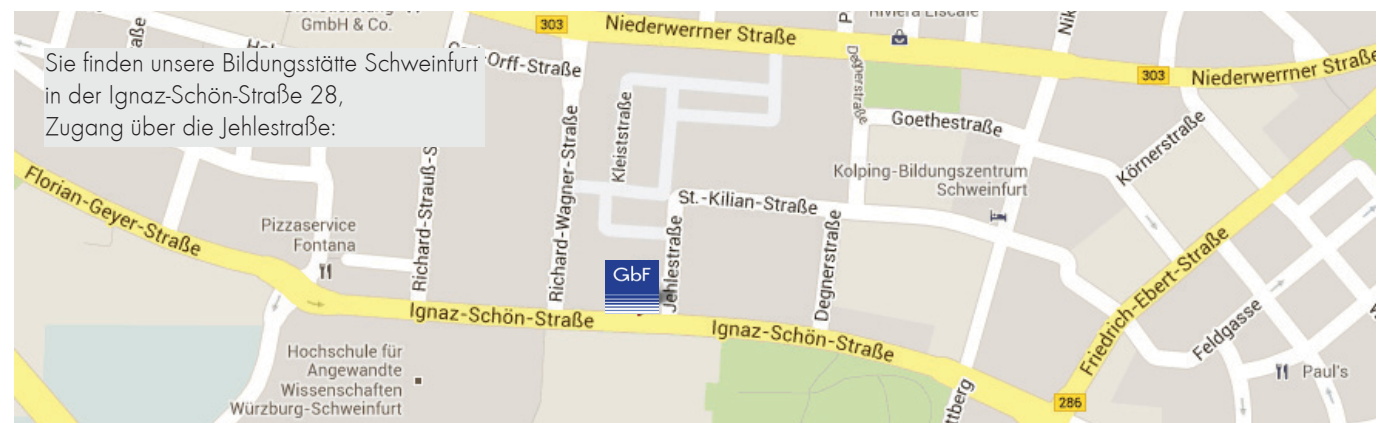 GmbH & Co.
303
Niederwerrner Straße
Sie finden unsere Bildungsstätte Schweinfurt
in der Ignaz-Schön-Straße 28,
Zugang über die Jehlestraße:
Orff-Straße
303
Niederwerrner Straße
Goethestraße
Körnerstraße
Kleiststraße
Kolping-Bildungszentrum
Schweinfurt
Florian-Geyer-Straße
Richard-Strauß-S
Richard-Wagner-Straße
St.-Kilian-Straße
Pizzaservice
Fontana
Jehlestraße
Degnerstraße
Degnerstraße
GbF
Friedrich-Ebert-Straße
Feldgasse
Ignaz-Schön-Straße
Ignaz-Schön-Straße
Hochschule für
Angewandte
Wissenschaften
Würzburg-Schweinfurt
Paul's
286